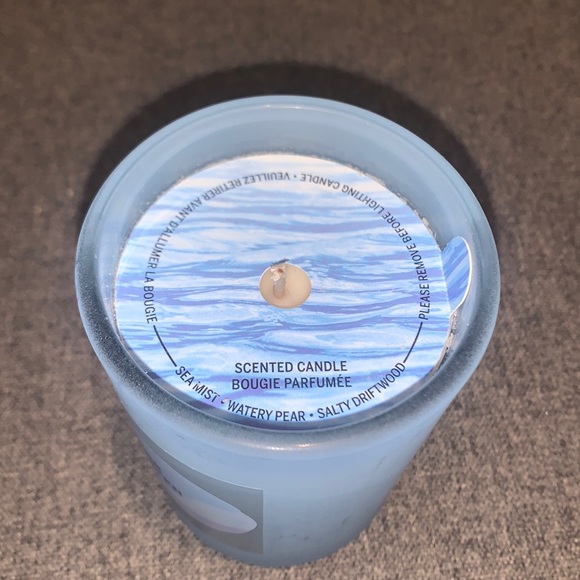 VEUILLEZ RETIRER AVANT D'ALLUMER LA BOUGIE • PLEASE REMOVE BEFORE LIGHTING CANDLE
SCENTED CANDLE
BOUGIE PARFUMÉE
SEA MIST • WATERY PEAR • SALTY DRIFTWOOD